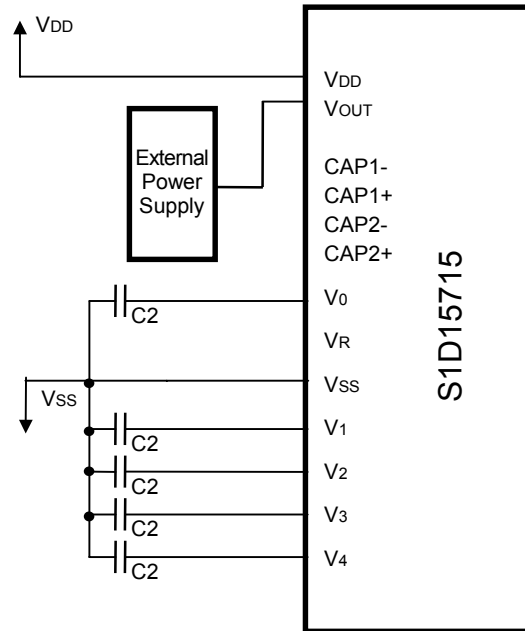 VDD
VDD
VOUT
External
Power
Supply
CAP1-
CAP1+
CAP2-
CAP2+
S1D15715
V0
C2
VR
VSS
VSS
V1
C2
V2
C2
V3
C2
V4
C2